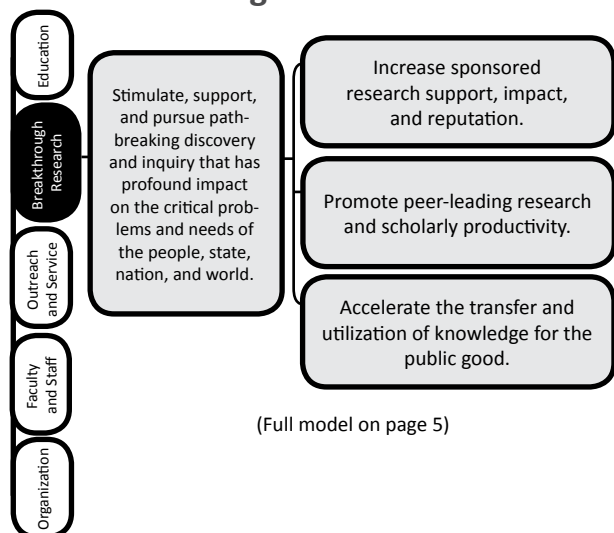 Education
Breakthrough
Research
Outreach
and Service
Faculty
and Staff
Organization
Stimulate, support,
and pursue path-
breaking discovery
and inquiry that has
profound impact
on the critical prob-
lems and needs of
the people, state,
nation, and world.
Increase sponsored
research support, impact,
and reputation.
Promote peer-leading research
and scholarly productivity.
Accelerate the transfer and
utilization of knowledge for the
public good.
(Full model on page 5)